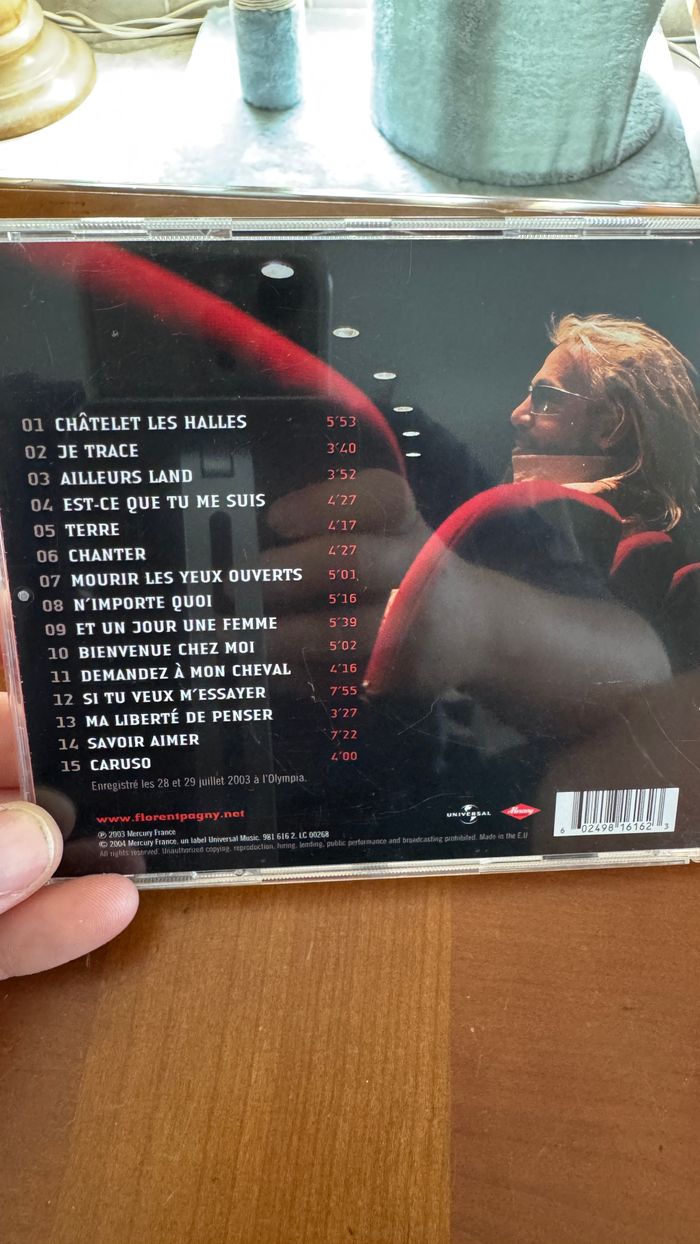 01 CHÂTELET LES HALLES 5'53
02 JE TRACE 3'40
03 AILLEURS LAND 3'52
04 EST-CE QUE TU ME SUIS 4'27
05 TERRE 4'17
06 CHANTER 4'27
07 MOURIR LES YEUX OUVERTS 5'01
08 N'IMPORTE QUOI 5'16
09 ET UN JOUR UNE FEMME 5'39
10 BIENVENUE CHEZ MOI 5'02
11 DEMANDEZ À MON CHEVAL 4'16
12 SI TU VEUX M'ESSAYER 7'55
13 MA LIBERTÉ DE PENSER 3'27
14 SAVOIR AIMER 7'22
15 CARUSO 4'00
Enregistré les 28 et 29 juillet 2003 à l'Olympia.
www.florentpagny.net
℗ 2003 Mercury France
© 2004 Mercury France, un label Universal Music. 981 616 2. LC 00268
All rights reserved. Unauthorized copying, reproduction, hiring, lending, public performance and broadcasting prohibited. Made in the E.U
UNIVERSAL
Mercury
6 02498 16162 3